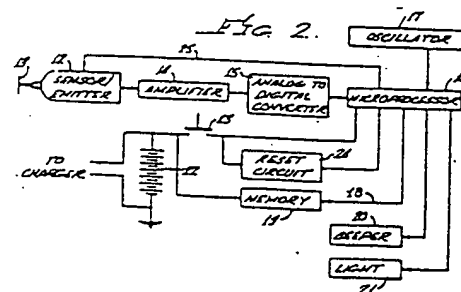 FIG. 2.
17
OSCILLATOR
13
12
25
SENSOR/
EMITTER
14
AMPLIFIER
15
ANALOG TO
DIGITAL
CONVERTER
MICROPROCESSOR
TO
CHARGER
RESET
CIRCUIT
MEMORY
19
18
20
BEEPER
LIGHT
21